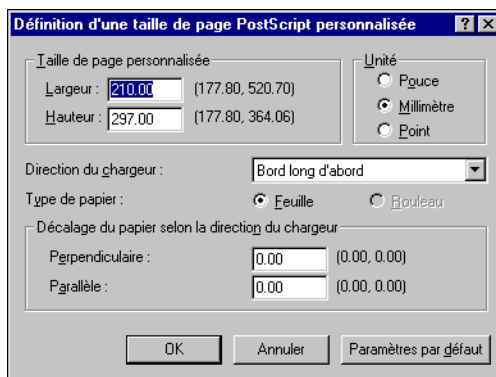 Définition d'une taille de page PostScript personnalisée
Taille de page personnalisée
Largeur : 210.00 (177.80, 520.70)
Hauteur : 297.00 (177.80, 364.06)
Unité
Pouce
Millimètre
Point
Direction du chargeur : Bord long d'abord
Type de papier : Feuille Rouleau
Décalage du papier selon la direction du chargeur
Perpendiculaire : 0.00 (0.00, 0.00)
Parallèle : 0.00 (0.00, 0.00)
OK Annuler Paramètres par défaut